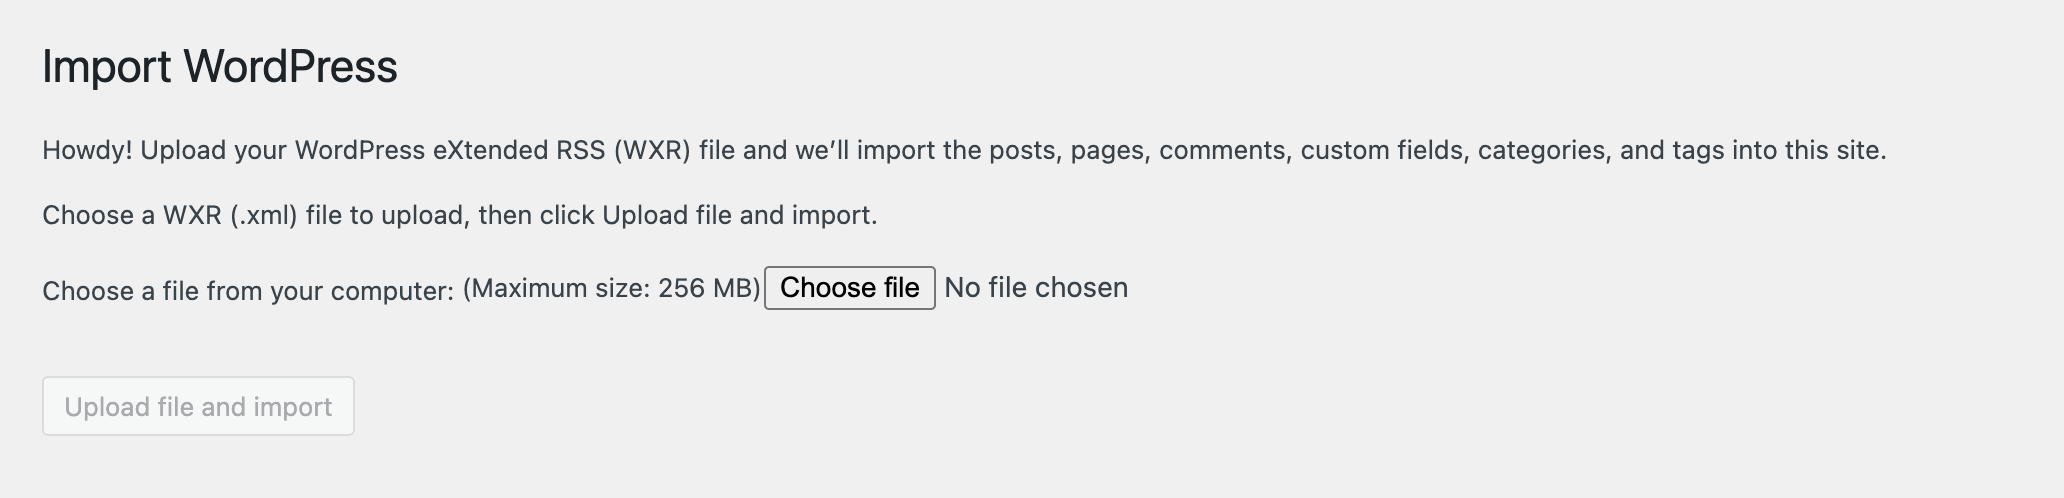 Import WordPress
Howdy! Upload your WordPress eXtended RSS (WXR) file and we’ll import the posts, pages, comments, custom fields, categories, and tags into this site.
Choose a WXR (.xml) file to upload, then click Upload file and import.
Choose a file from your computer: (Maximum size: 256 MB) Choose file No file chosen
Upload file and import